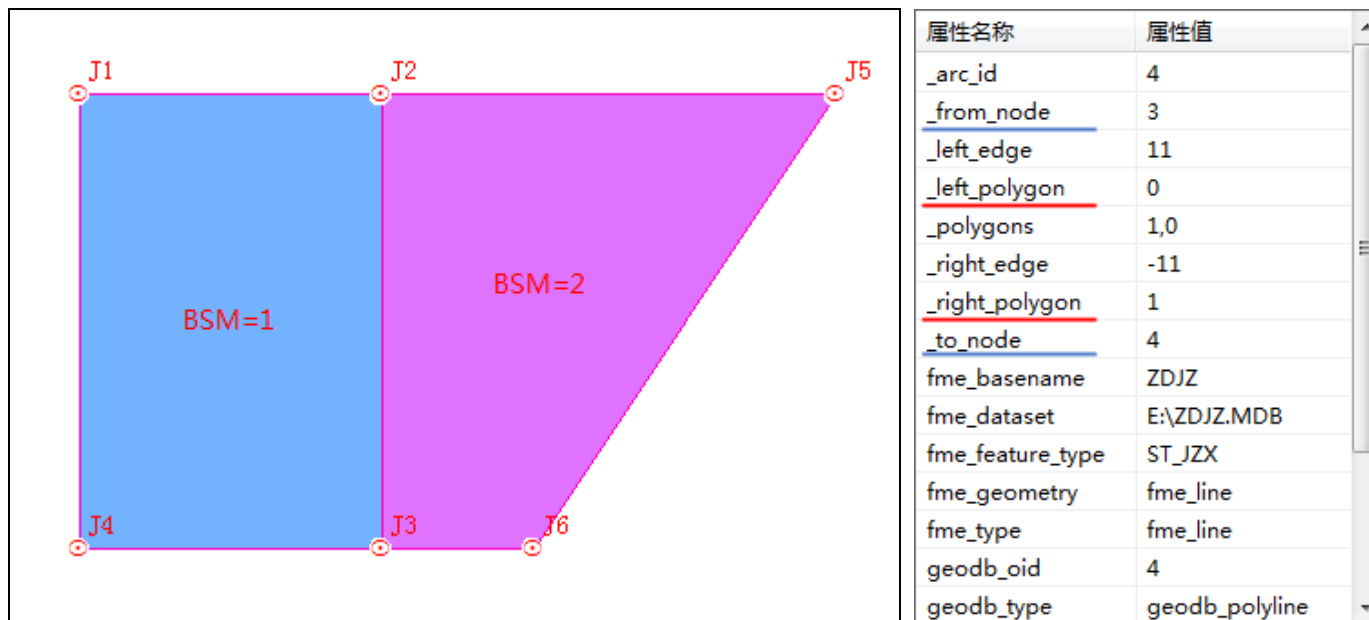 J1
J2
J5
BSM=1
BSM=2
J4
J3
J6
属性名称 属性值
_arc_id 4
_from_node 3
_left_edge 11
_left_polygon 0
_polygons 1,0
_right_edge -11
_right_polygon 1
_to_node 4
fme_basename ZDJZ
fme_dataset E:\ZDJZ.MDB
fme_feature_type ST_JZX
fme_geometry fme_line
fme_type fme_line
geodb_oid 4
geodb_type geodb_polyline